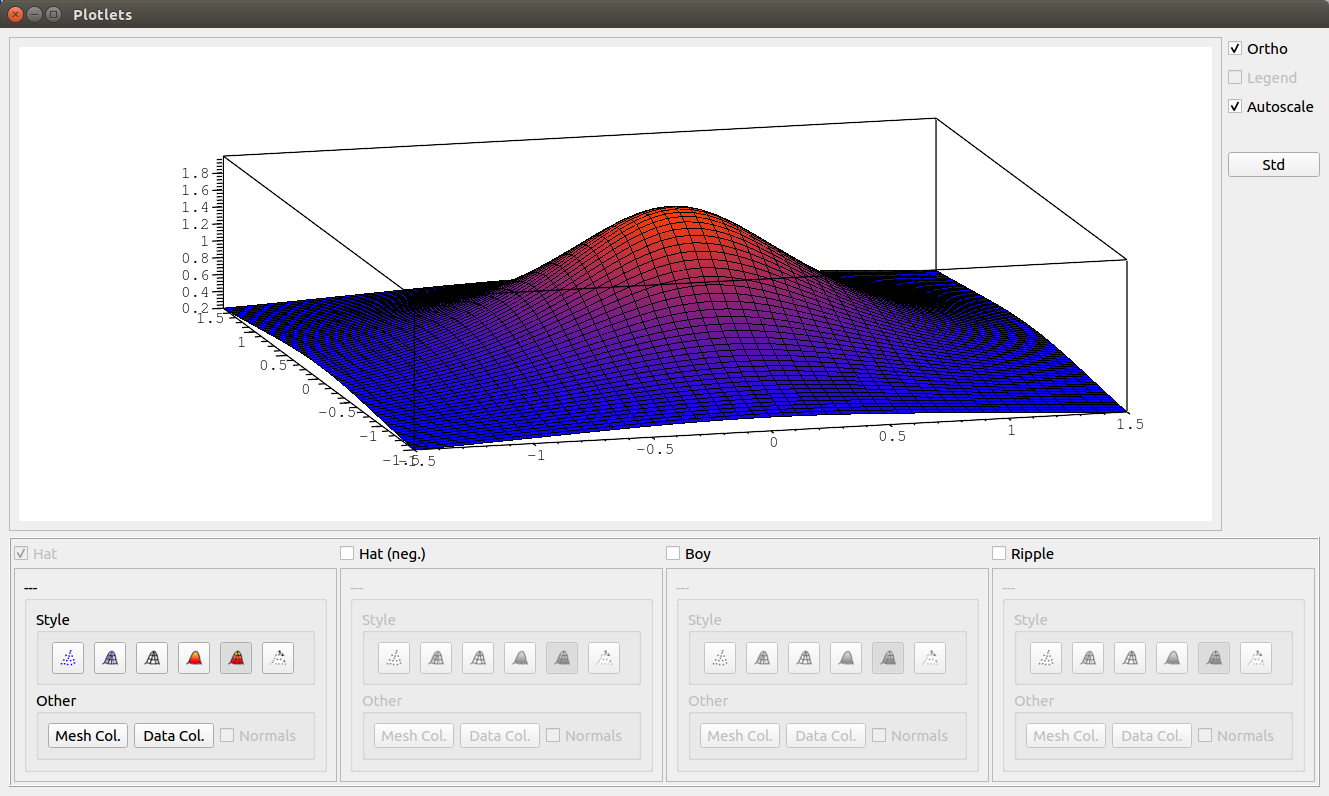 Plotlets
Ortho
Legend
Autoscale
Std
1.8
1.6
1.4
1.2
1
0.8
0.6
0.4
0.2
1.5
1
0.5
0
-0.5
-1
-1.5
-1.5
-1
-0.5
0
0.5
1
1.5
Hat
Hat (neg.)
Boy
Ripple
--- --- --- ---
Style Style Style Style
Other Other Other Other
Mesh Col. Data Col. Normals Mesh Col. Data Col. Normals Mesh Col. Data Col. Normals Mesh Col. Data Col. Normals